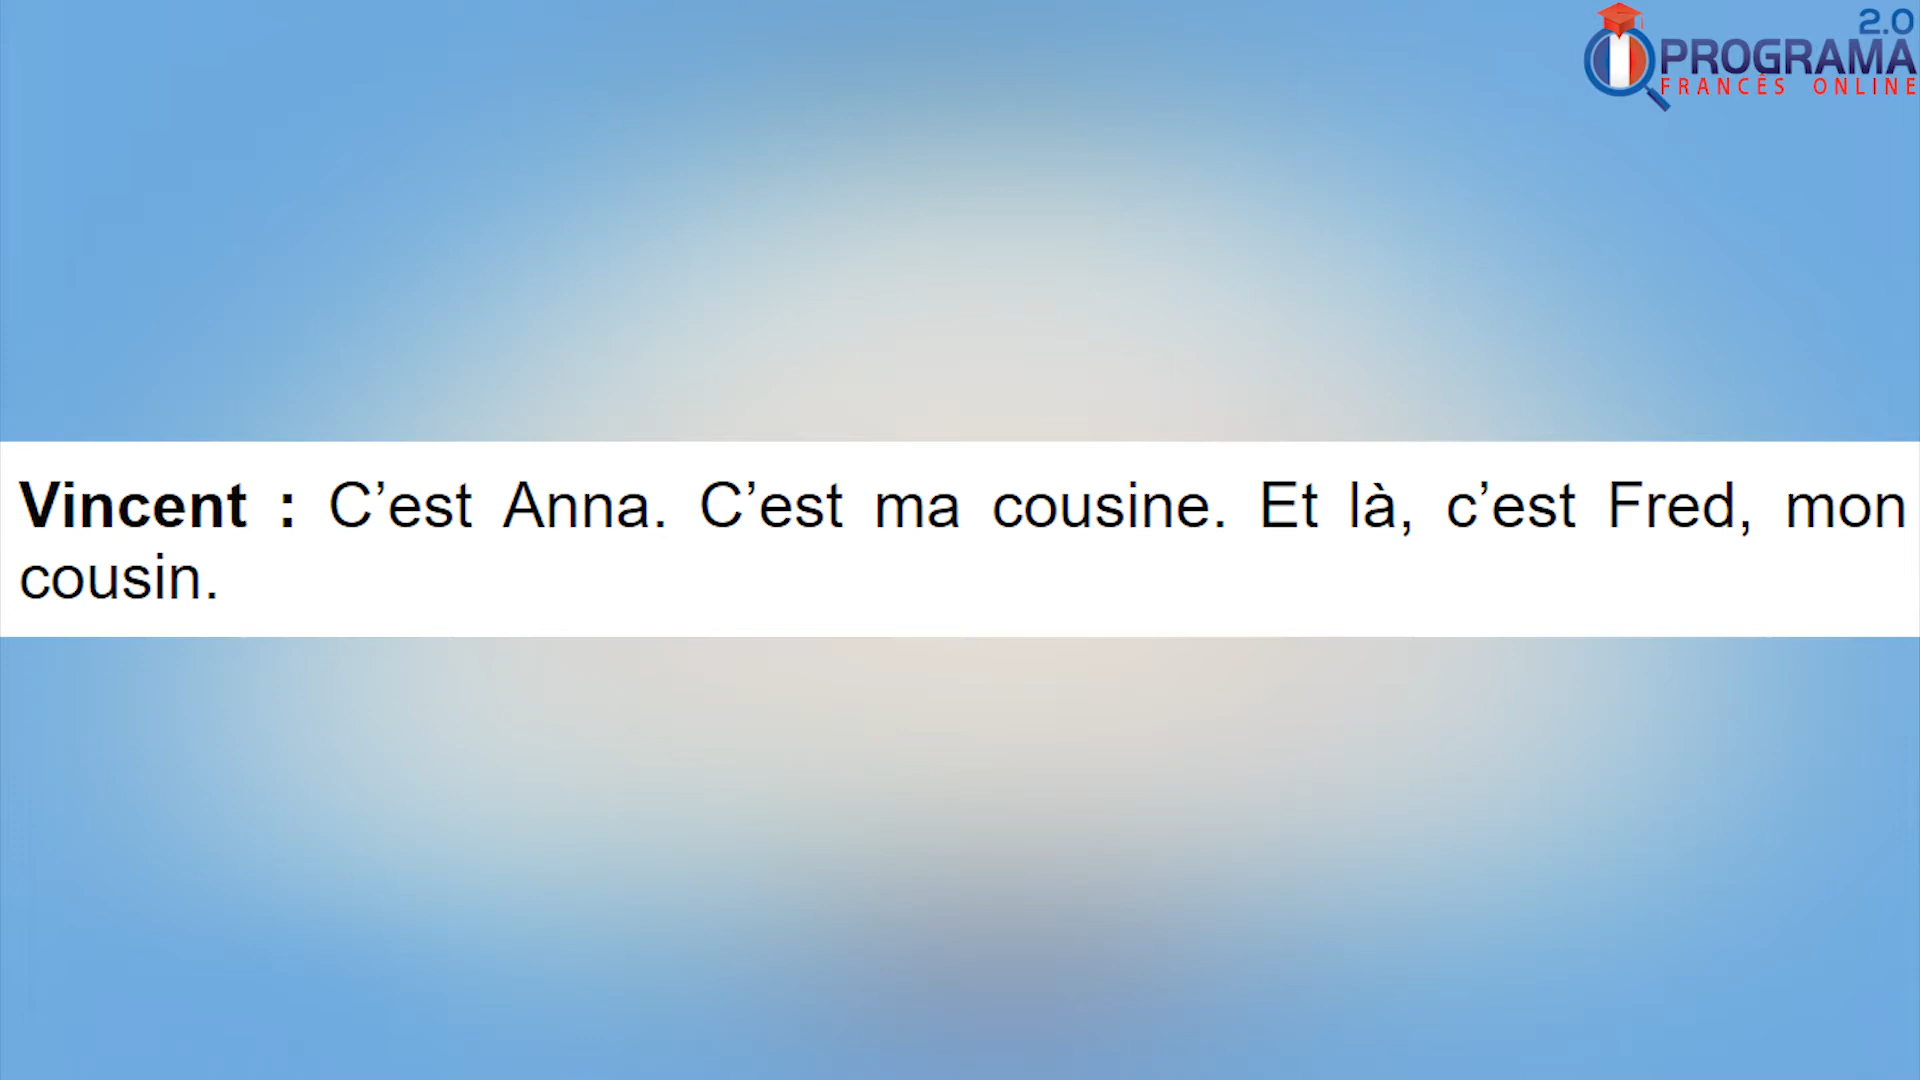 2.0
PROGRAMA
FRANCÊS ONLINE
Vincent : C’est Anna. C’est ma cousine. Et là, c’est Fred, mon
cousin.